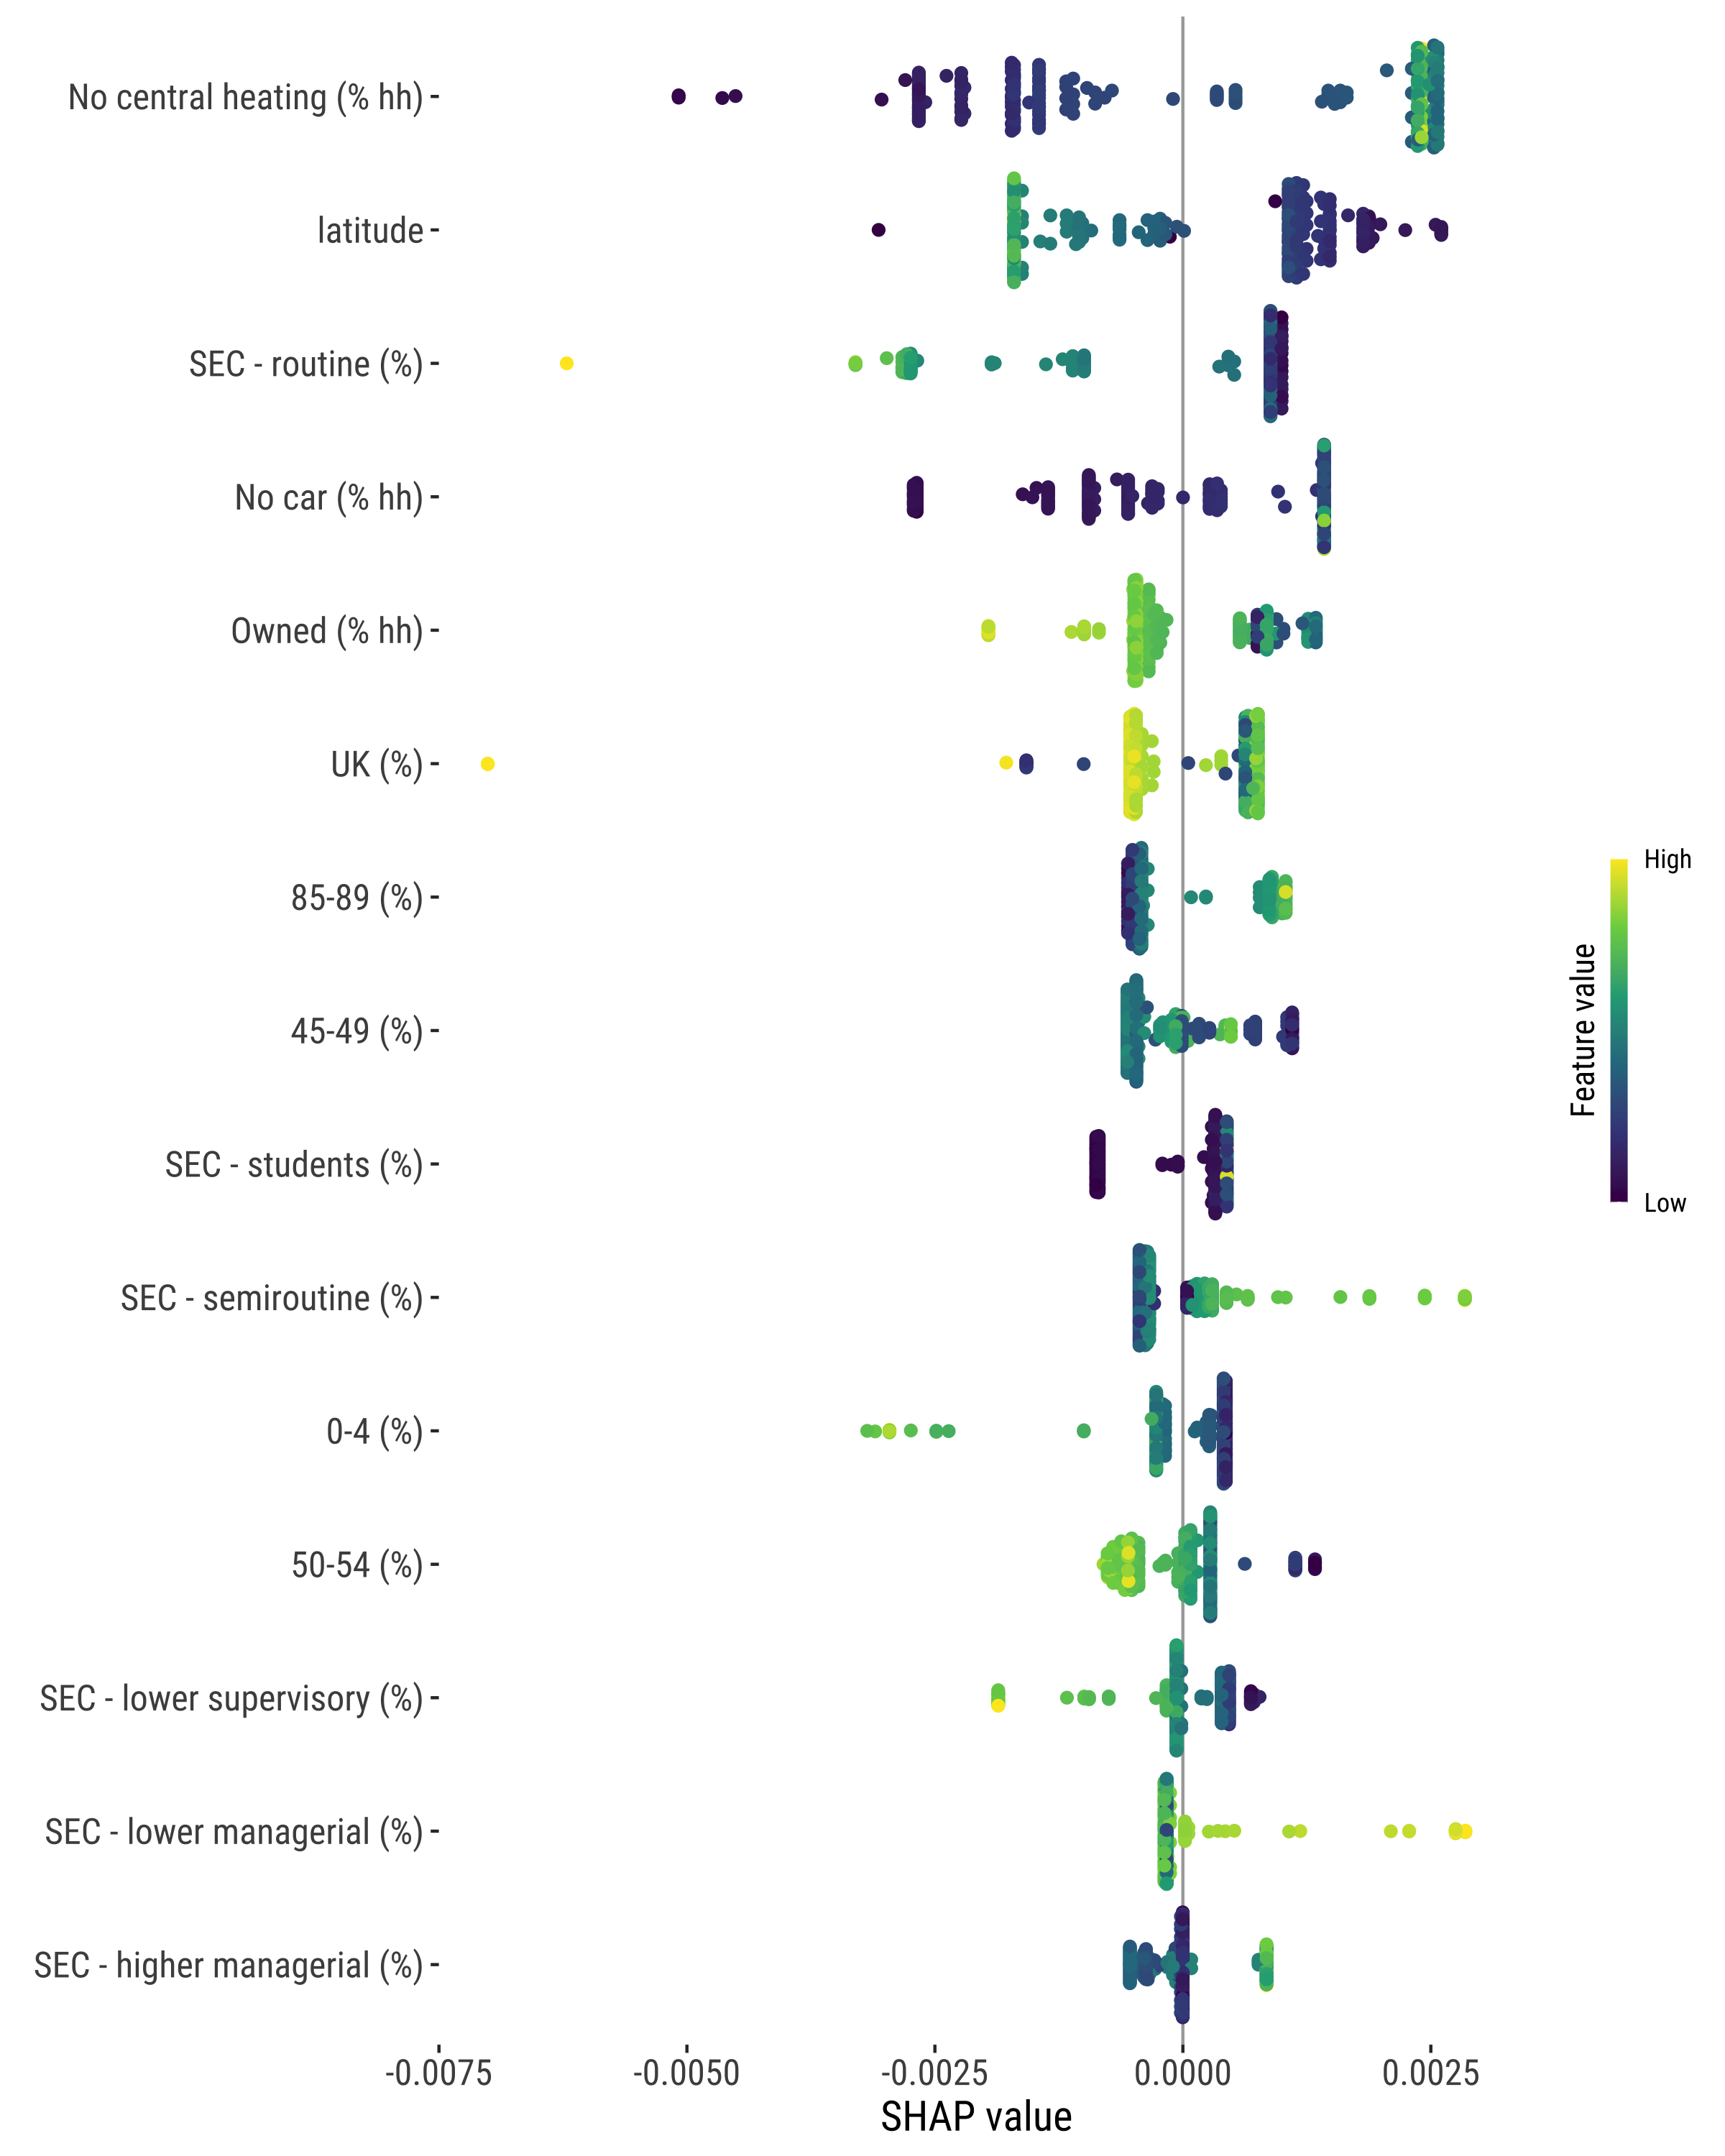 No central heating (% hh)
latitude
SEC - routine (%)
No car (% hh)
Owned (% hh)
UK (%)
85-89 (%)
45-49 (%)
SEC - students (%)
SEC - semiroutine (%)
0-4 (%)
50-54 (%)
SEC - lower supervisory (%)
SEC - lower managerial (%)
SEC - higher managerial (%)
-0.0075 -0.0050 -0.0025 0.0000 0.0025
SHAP value
High
Feature value
Low